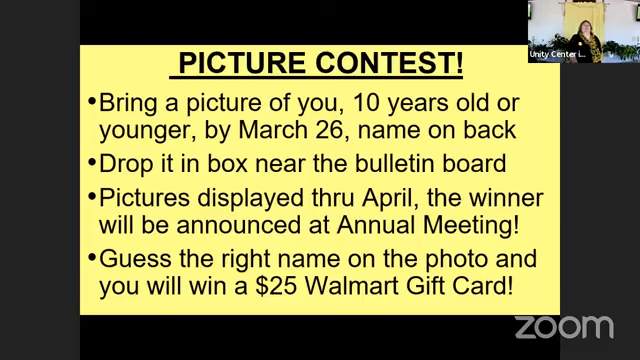 PICTURE CONTEST!
•Bring a picture of you, 10 years old or
younger, by March 26, name on back
•Drop it in box near the bulletin board
•Pictures displayed thru April, the winner
will be announced at Annual Meeting!
•Guess the right name on the photo and
you will win a $25 Walmart Gift Card!
Unity Center i...
zoom